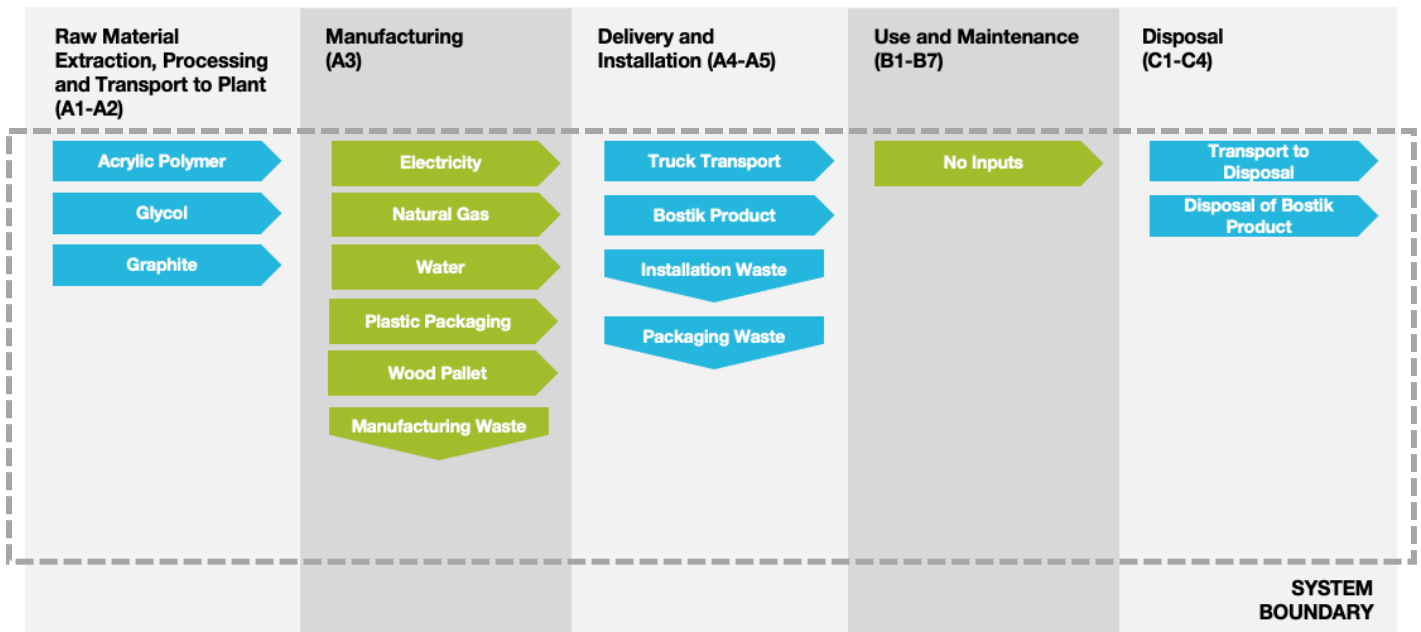 Raw Material
Extraction, Processing
and Transport to Plant
(A1-A2)
Acrylic Polymer
Glycol
Graphite
Manufacturing
(A3)
Electricity
Natural Gas
Water
Plastic Packaging
Wood Pallet
Manufacturing Waste
Delivery and
Installation (A4-A5)
Truck Transport
Bostik Product
Installation Waste
Packaging Waste
Use and Maintenance
(B1-B7)
No Inputs
Disposal
(C1-C4)
Transport to
Disposal
Disposal of Bostik
Product
SYSTEM
BOUNDARY